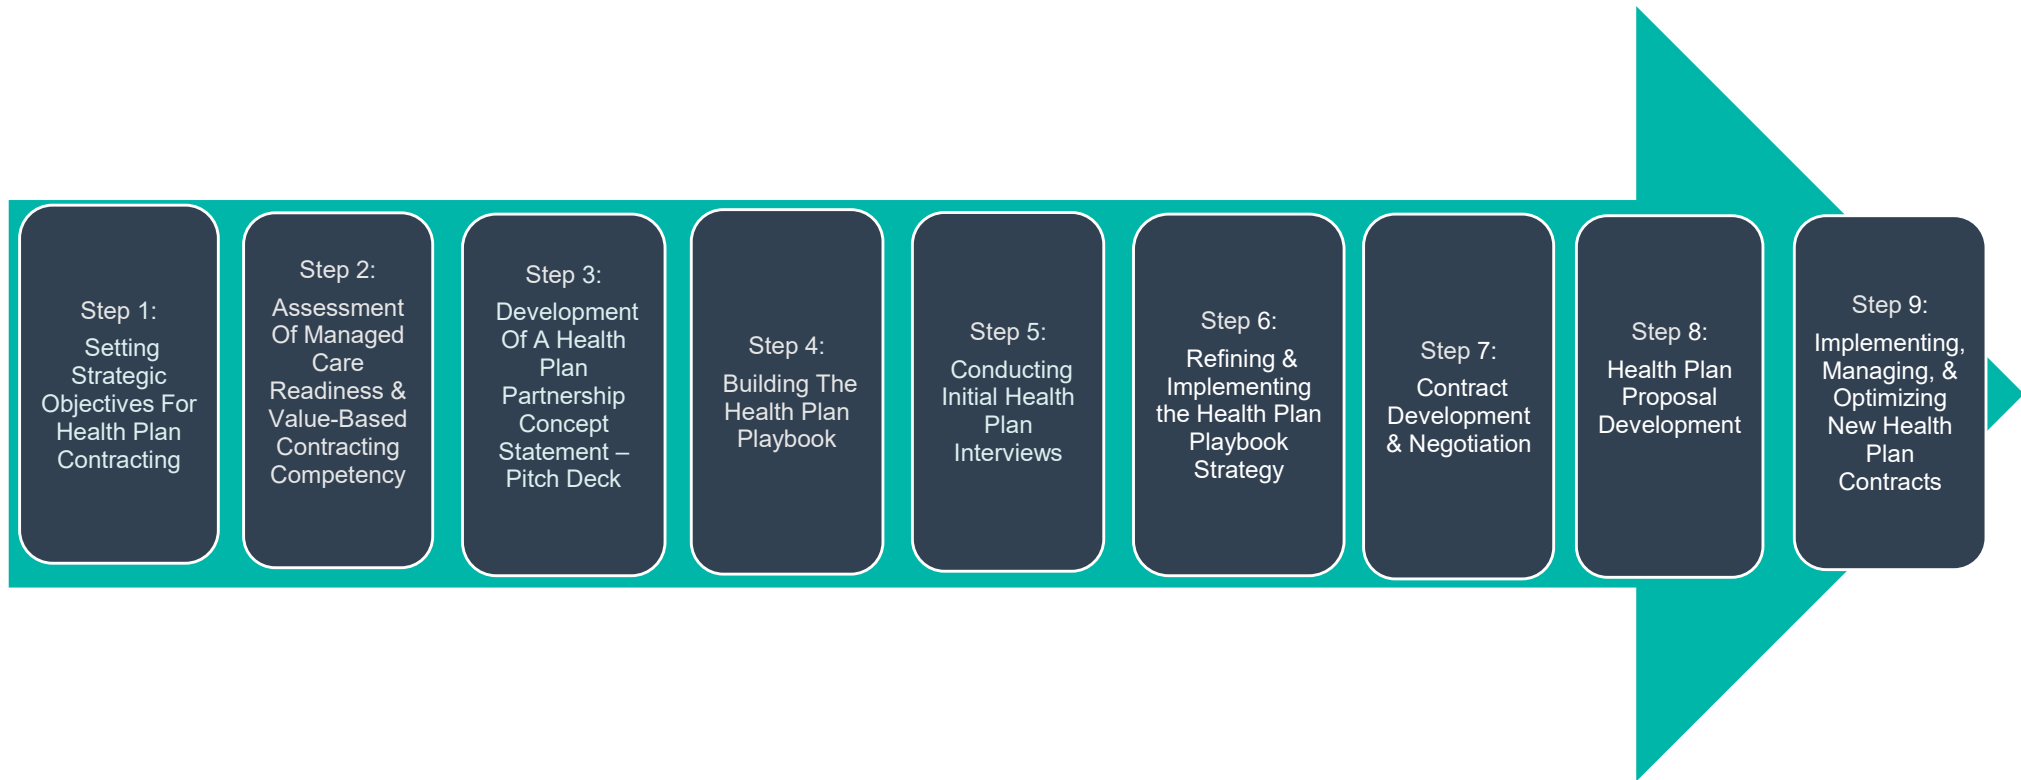 Step 1:
Setting
Strategic
Objectives For
Health Plan
Contracting
Step 2:
Assessment
Of Managed
Care
Readiness &
Value-Based
Contracting
Competency
Step 3:
Development
Of A Health
Plan
Partnership
Concept
Statement –
Pitch Deck
Step 4:
Building The
Health Plan
Playbook
Step 5:
Conducting
Initial Health
Plan
Interviews
Step 6:
Refining &
Implementing
the Health Plan
Playbook
Strategy
Step 7:
Contract
Development
& Negotiation
Step 8:
Health Plan
Proposal
Development
Step 9:
Implementing,
Managing, &
Optimizing
New Health
Plan
Contracts